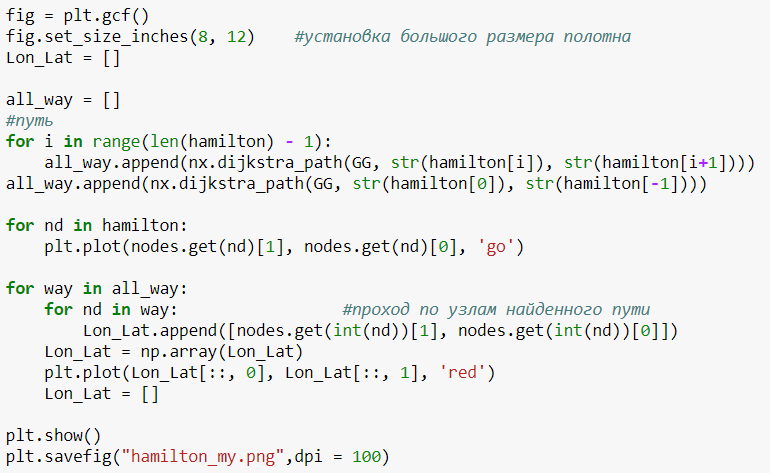 fig = plt.gcf()
fig.set_size_inches(8, 12)    #установка большого размера полотна
Lon_Lat = []

all_way = []
#путь
for i in range(len(hamilton) - 1):
    all_way.append(nx.dijkstra_path(GG, str(hamilton[i]), str(hamilton[i+1])))
all_way.append(nx.dijkstra_path(GG, str(hamilton[0]), str(hamilton[-1])))

for nd in hamilton:
    plt.plot(nodes.get(nd)[1], nodes.get(nd)[0], 'go')

for way in all_way:
    for nd in way:                 #проход по узлам найденного пути
        Lon_Lat.append([nodes.get(int(nd))[1], nodes.get(int(nd))[0]])
    Lon_Lat = np.array(Lon_Lat)
    plt.plot(Lon_Lat[::, 0], Lon_Lat[::, 1], 'red')
    Lon_Lat = []

plt.show()
plt.savefig("hamilton_my.png",dpi = 100)